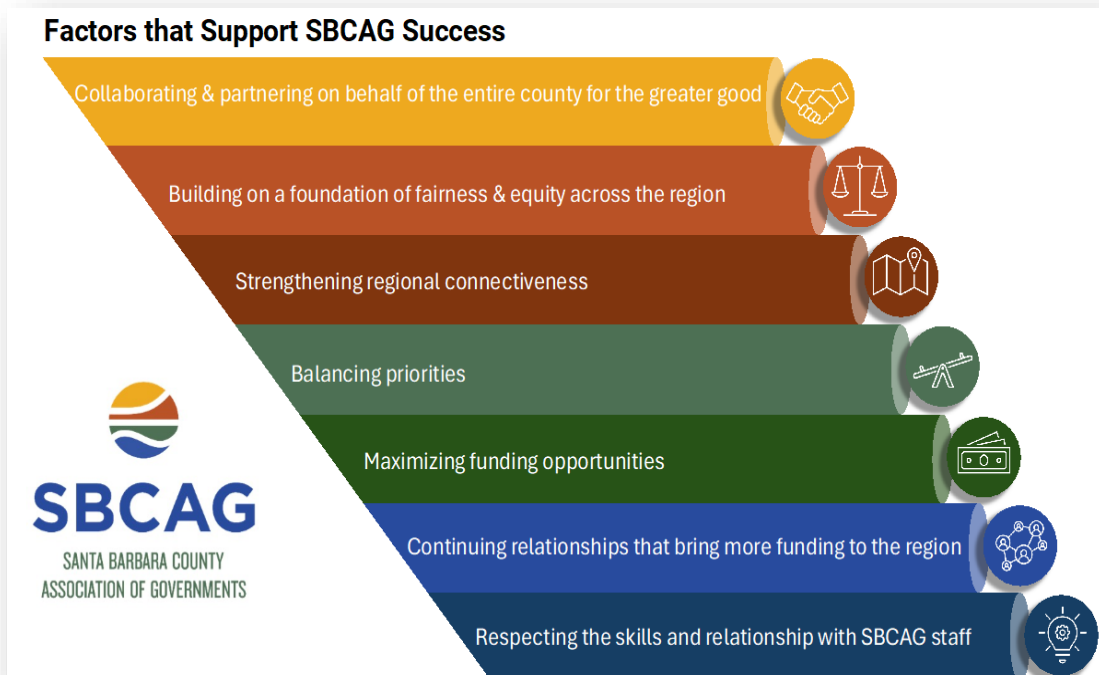 Factors that Support SBCAG Success
Collaborating & partnering on behalf of the entire county for the greater good
Building on a foundation of fairness & equity across the region
Strengthening regional connectiveness
Balancing priorities
Maximizing funding opportunities
Continuing relationships that bring more funding to the region
Respecting the skills and relationship with SBCAG staff
SBCAG
SANTA BARBARA COUNTY
ASSOCIATION OF GOVERNMENTS